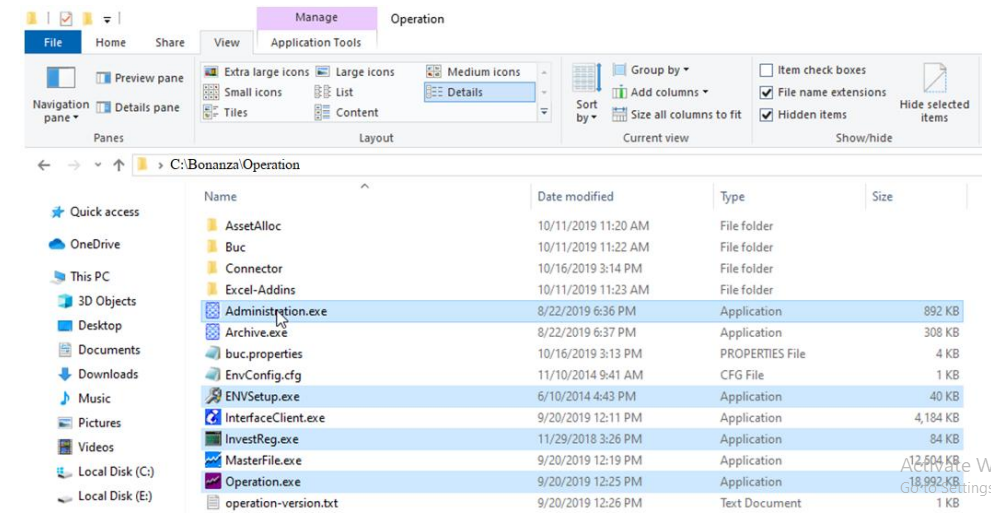 Manage Operation
File Home Share View Application Tools
Preview pane Extra large icons Large icons Medium icons Group by Item check boxes
Small icons List Details Add columns File name extensions
Navigation pane Details pane Tiles Content Sort by Size all columns to fit Hidden items Hide selected items
Panes Layout Current view Show/hide
C:\Bonanza\Operation
Name Date modified Type Size
Quick access
OneDrive
This PC
3D Objects
Desktop
Documents
Downloads
Music
Pictures
Videos
Local Disk (C:)
Local Disk (E:)
AssetAlloc 10/11/2019 11:20 AM File folder
Buc 10/11/2019 11:22 AM File folder
Connector 10/16/2019 3:14 PM File folder
Excel-Addins 10/11/2019 11:23 AM File folder
Administration.exe 8/22/2019 6:36 PM Application 892 KB
Archive.exe 8/22/2019 6:37 PM Application 308 KB
buc.properties 10/16/2019 3:13 PM PROPERTIES File 4 KB
EnvConfig.cfg 11/10/2014 9:41 AM CFG File 1 KB
ENVSetup.exe 6/10/2014 4:43 PM Application 40 KB
InterfaceClient.exe 9/20/2019 12:11 PM Application 4,184 KB
InvestReg.exe 11/29/2018 3:26 PM Application 84 KB
MasterFile.exe 9/20/2019 12:19 PM Application 12,504 KB
Operation.exe 9/20/2019 12:25 PM Application 18,992 KB
operation-version.txt 9/20/2019 12:26 PM Text Document 1 KB
Activate W
Go to Settings